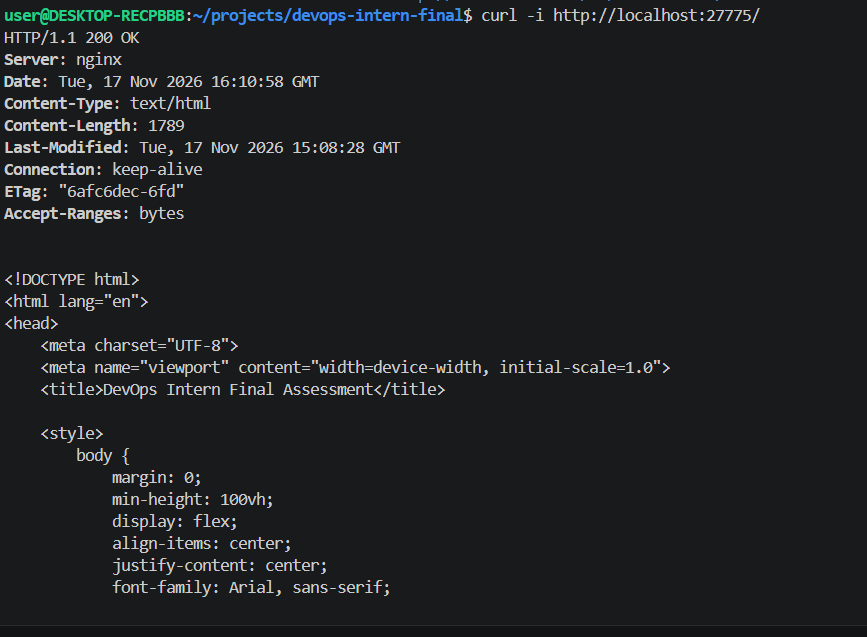 user@DESKTOP-RECPBBB:~/projects/devops-intern-final$ curl -i http://localhost:27775/
HTTP/1.1 200 OK
Server: nginx
Date: Tue, 17 Nov 2026 16:10:58 GMT
Content-Type: text/html
Content-Length: 1789
Last-Modified: Tue, 17 Nov 2026 15:08:28 GMT
Connection: keep-alive
ETag: "6afc6dec-6fd"
Accept-Ranges: bytes

<!DOCTYPE html>
<html lang="en">
<head>
    <meta charset="UTF-8">
    <meta name="viewport" content="width=device-width, initial-scale=1.0">
    <title>DevOps Intern Final Assessment</title>

    <style>
        body {
            margin: 0;
            min-height: 100vh;
            display: flex;
            align-items: center;
            justify-content: center;
            font-family: Arial, sans-serif;